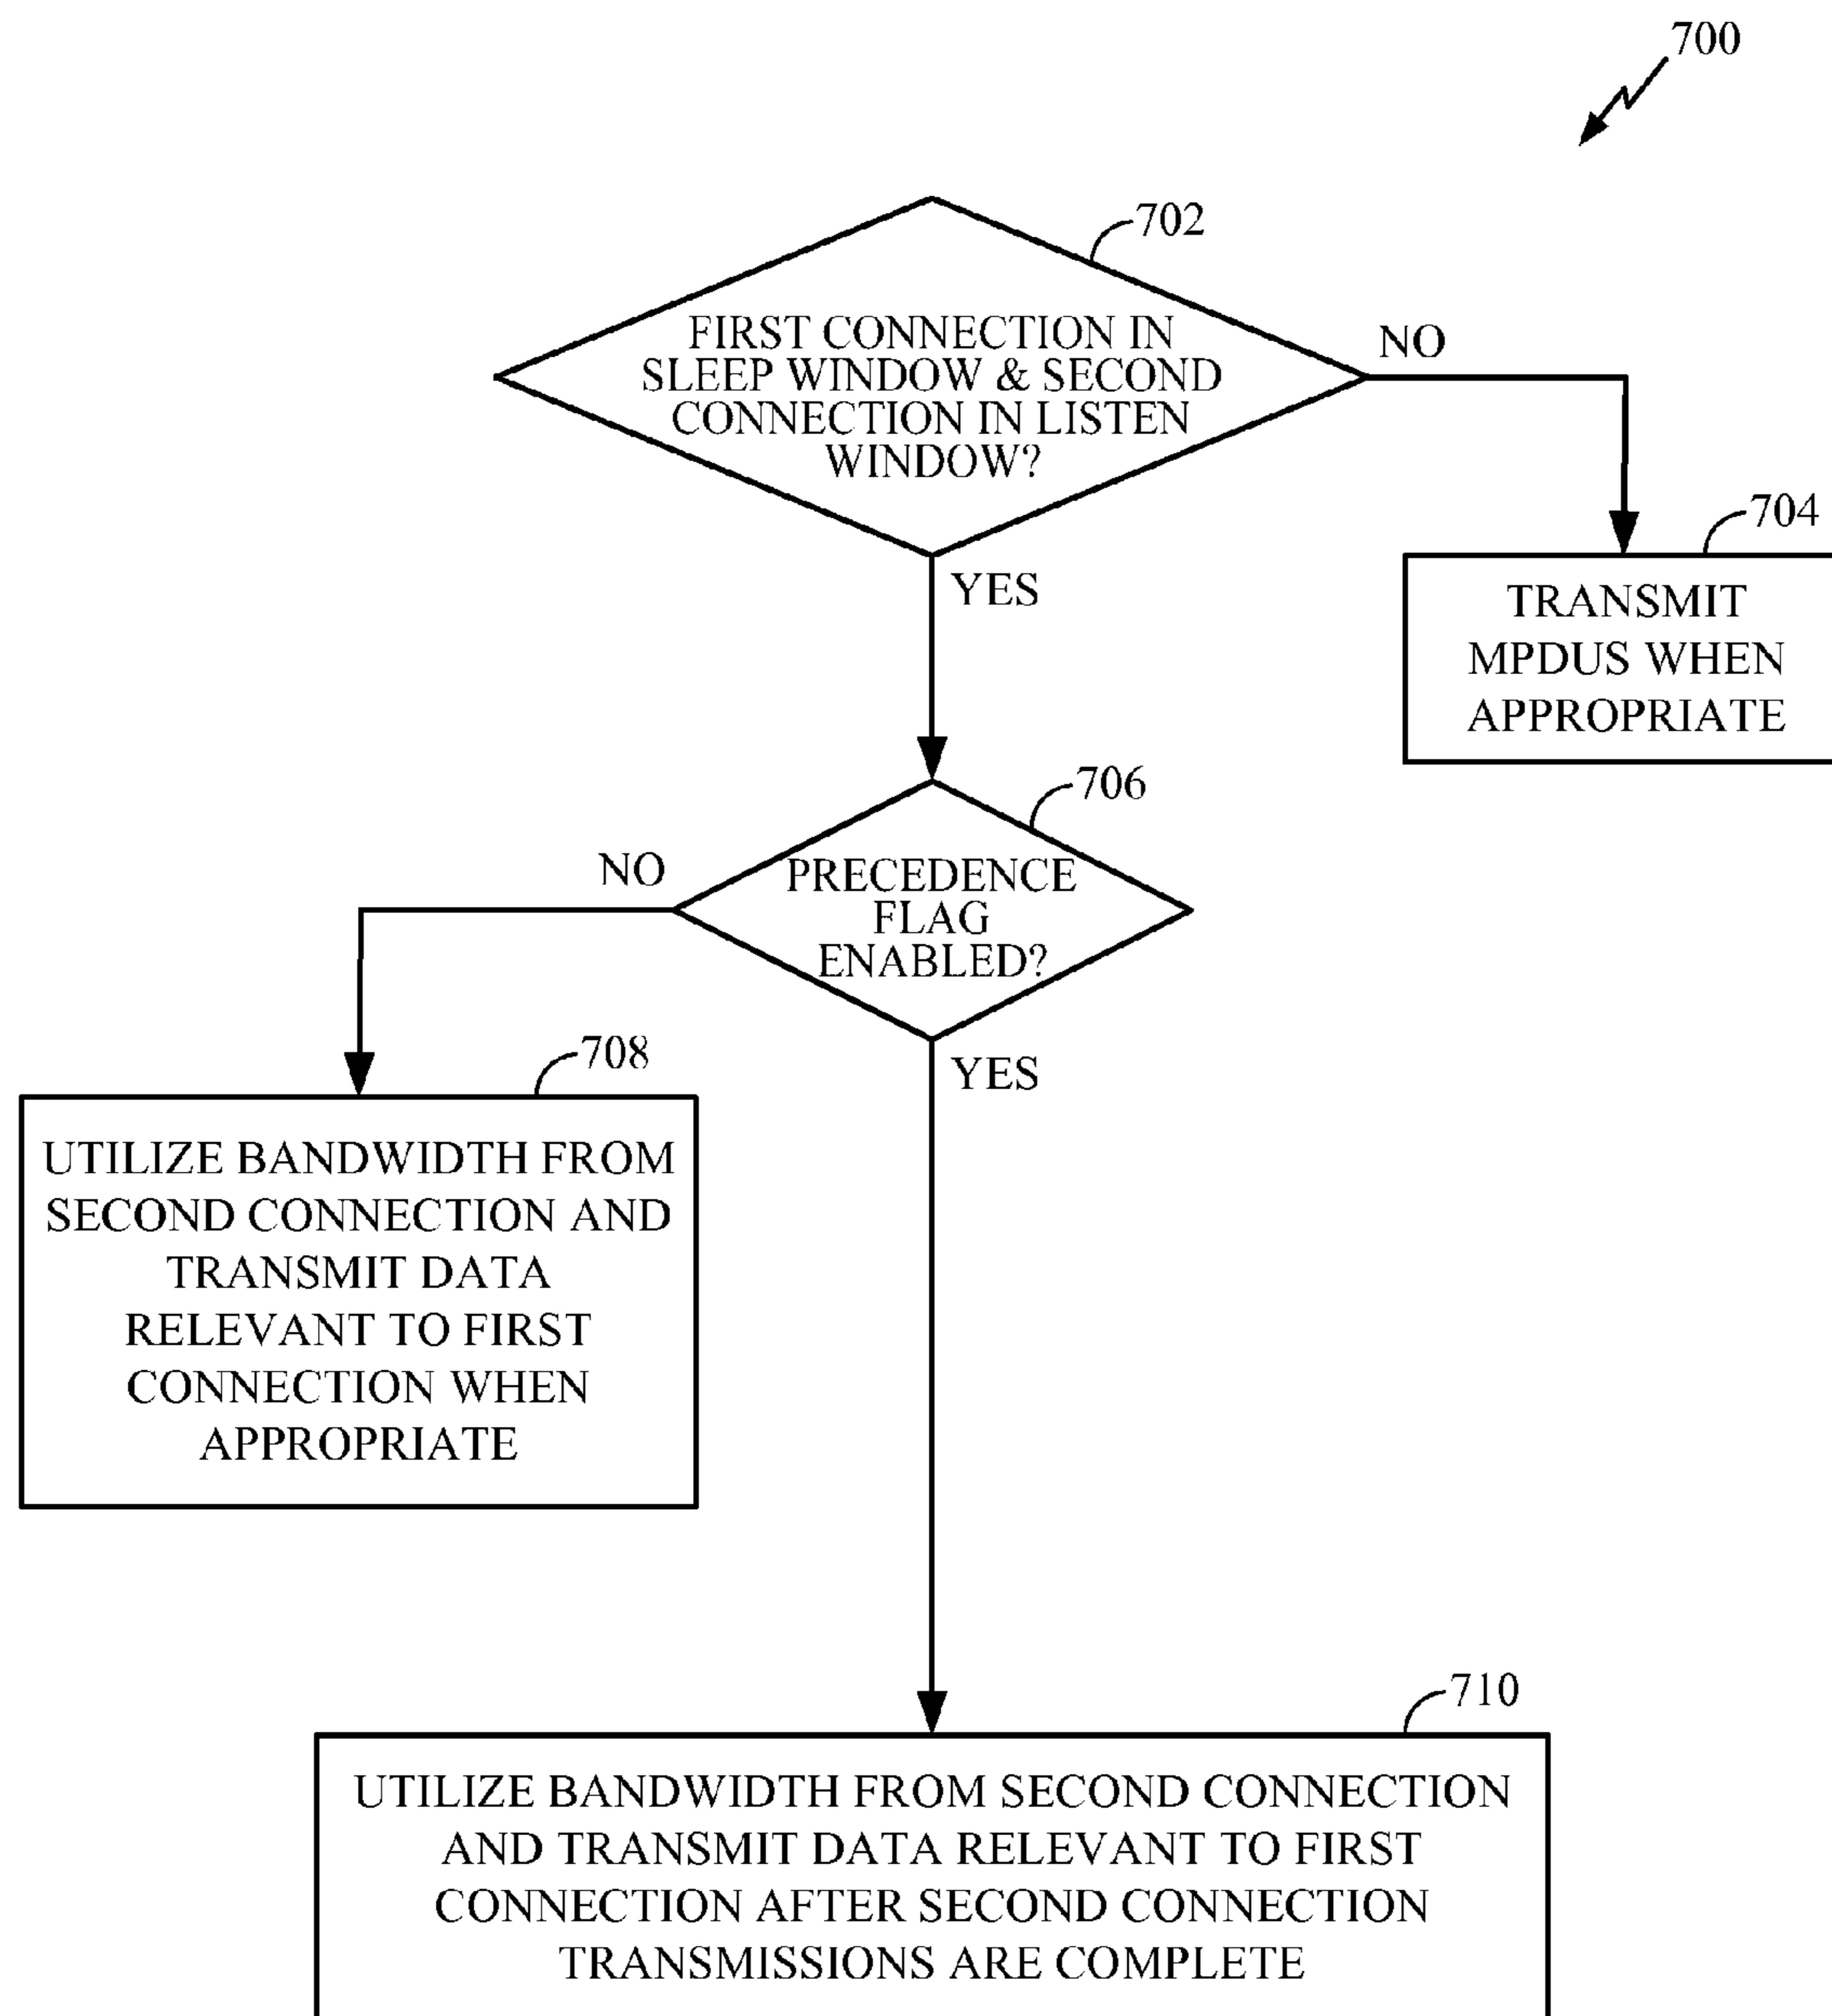 700
702
FIRST CONNECTION IN
SLEEP WINDOW & SECOND
CONNECTION IN LISTEN
WINDOW?
NO
YES
704
TRANSMIT
MPDUS WHEN
APPROPRIATE
706
PRECEDENCE
FLAG
ENABLED?
NO
YES
708
UTILIZE BANDWIDTH FROM
SECOND CONNECTION AND
TRANSMIT DATA
RELEVANT TO FIRST
CONNECTION WHEN
APPROPRIATE
710
UTILIZE BANDWIDTH FROM SECOND CONNECTION
AND TRANSMIT DATA RELEVANT TO FIRST
CONNECTION AFTER SECOND CONNECTION
TRANSMISSIONS ARE COMPLETE